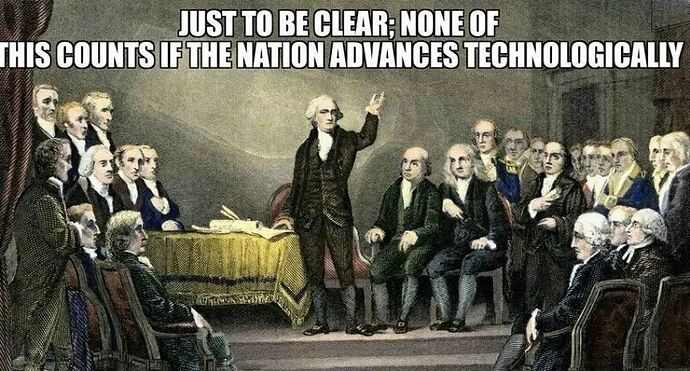 JUST TO BE CLEAR; NONE OF
THIS COUNTS IF THE NATION ADVANCES TECHNOLOGICALLY